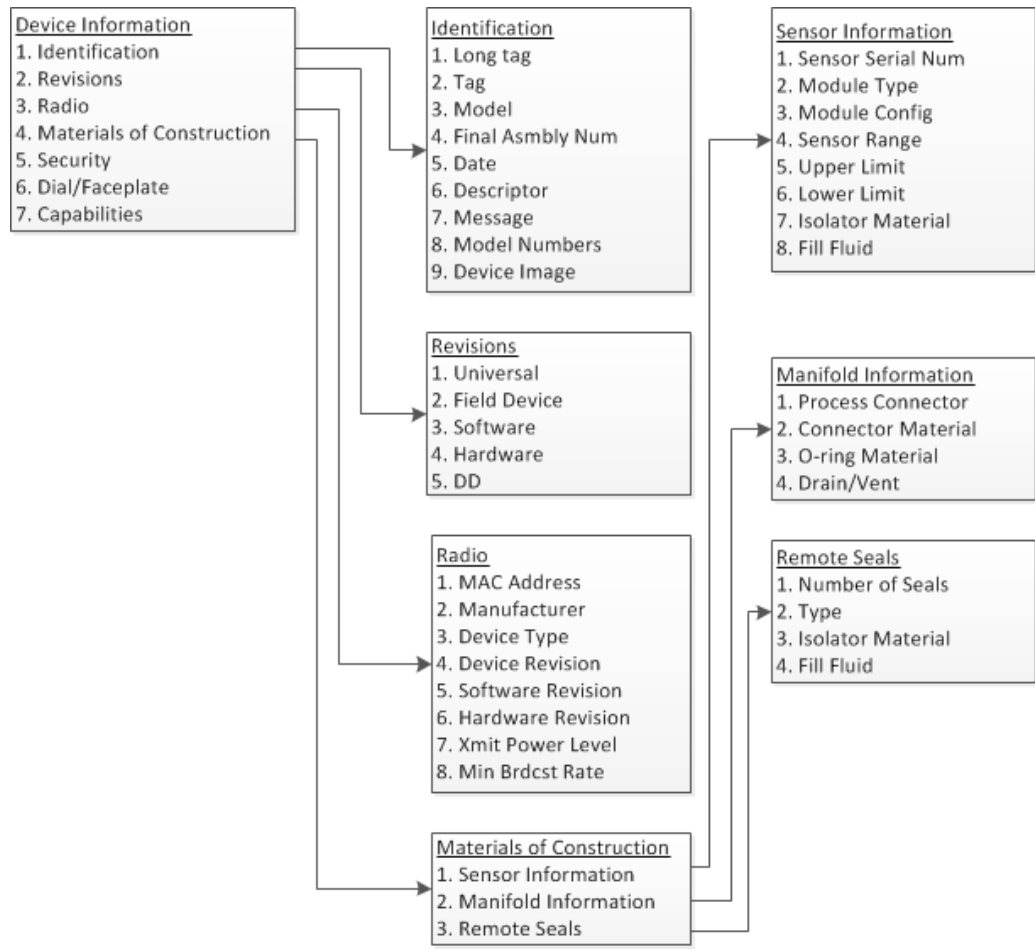 Device Information
1. Identification
2. Revisions
3. Radio
4. Materials of Construction
5. Security
6. Dial/Faceplate
7. Capabilities
Identification
1. Long tag
2. Tag
3. Model
4. Final Asmbly Num
5. Date
6. Descriptor
7. Message
8. Model Numbers
9. Device Image
Revisions
1. Universal
2. Field Device
3. Software
4. Hardware
5. DD
Radio
1. MAC Address
2. Manufacturer
3. Device Type
4. Device Revision
5. Software Revision
6. Hardware Revision
7. Xmit Power Level
8. Min Brdcst Rate
Materials of Construction
1. Sensor Information
2. Manifold Information
3. Remote Seals
Sensor Information
1. Sensor Serial Num
2. Module Type
3. Module Config
4. Sensor Range
5. Upper Limit
6. Lower Limit
7. Isolator Material
8. Fill Fluid
Manifold Information
1. Process Connector
2. Connector Material
3. O-ring Material
4. Drain/Vent
Remote Seals
1. Number of Seals
2. Type
3. Isolator Material
4. Fill Fluid